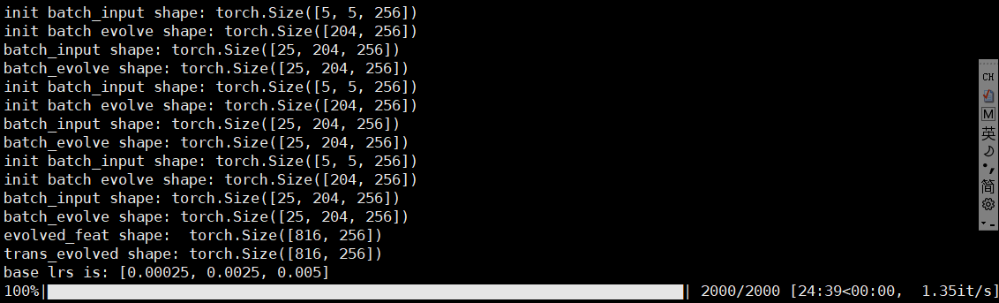 init batch_input shape: torch.Size([5, 5, 256])
init batch evolve shape: torch.Size([204, 256])
batch_input shape: torch.Size([25, 204, 256])
batch_evolve shape: torch.Size([25, 204, 256])
init batch_input shape: torch.Size([5, 5, 256])
init batch evolve shape: torch.Size([204, 256])
batch_input shape: torch.Size([25, 204, 256])
batch_evolve shape: torch.Size([25, 204, 256])
init batch_input shape: torch.Size([5, 5, 256])
init batch evolve shape: torch.Size([204, 256])
batch_input shape: torch.Size([25, 204, 256])
batch_evolve shape: torch.Size([25, 204, 256])
evolved_feat shape:  torch.Size([816, 256])
trans_evolved shape: torch.Size([816, 256])
base lrs is: [0.00025, 0.0025, 0.005]
100%| | 2000/2000 [24:39<00:00,  1.35it/s]
CH
M
英
简